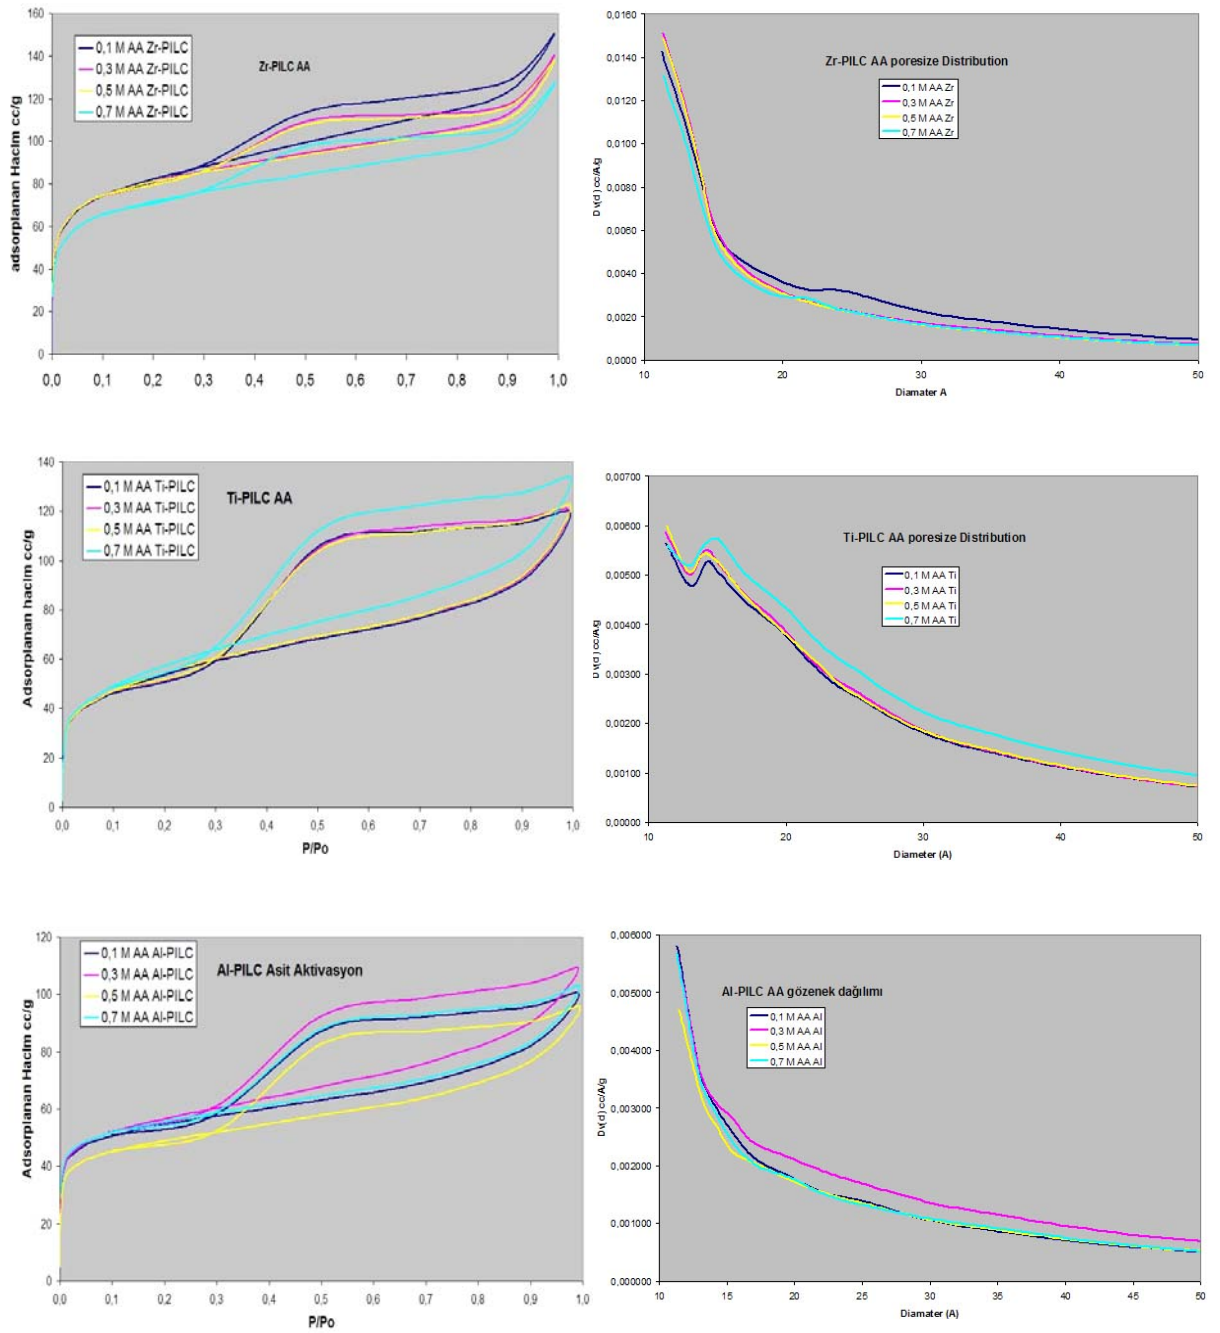 160
140
120
100
80
60
40
20
0
adsorplanan Hacim cc/g
0,1 M AA Zr-PILC
0,3 M AA Zr-PILC
0,5 M AA Zr-PILC
0,7 M AA Zr-PILC
Zr-PILC AA
0,0 0,1 0,2 0,3 0,4 0,5 0,6 0,7 0,8 0,9 1,0
0,0160
0,0140
0,0120
0,0100
0,0080
0,0060
0,0040
0,0020
0,0000
Dv(d) cc/A/g
Zr-PILC AA poresize Distribution
0,1 M AA Zr
0,3 M AA Zr
0,5 M AA Zr
0,7 M AA Zr
10 20 30 40 50
Diamater A
140
120
100
80
60
40
20
0
Adsorplanan hacim cc/g
0,1 M AA Ti-PILC
0,3 M AA Ti-PILC
0,5 M AA Ti-PILC
0,7 M AA Ti-PILC
Ti-PILC AA
0,0 0,1 0,2 0,3 0,4 0,5 0,6 0,7 0,8 0,9 1,0
P/Po
0,00700
0,00600
0,00500
0,00400
0,00300
0,00200
0,00100
0,00000
Dv(d) cc/A/g
Ti-PILC AA poresize Distribution
0,1 M AA Ti
0,3 M AA Ti
0,5 M AA Ti
0,7 M AA Ti
10 20 30 40 50
Diameter (A)
120
100
80
60
40
20
0
Adsorplanan Hacim cc/g
0,1 M AA Al-PILC
0,3 M AA Al-PILC
0,5 M AA Al-PILC
0,7 M AA Al-PILC
Al-PILC Asit Aktivasyon
0,0 0,1 0,2 0,3 0,4 0,5 0,6 0,7 0,8 0,9 1,0
P/Po
0,006000
0,005000
0,004000
0,003000
0,002000
0,001000
0,000000
Dv(d) cc/A/g
Al-PILC AA gözenek dağılımı
0,1 M AA Al
0,3 M AA Al
0,5 M AA Al
0,7 M AA Al
10 15 20 25 30 35 40 45 50
Diamater (A)